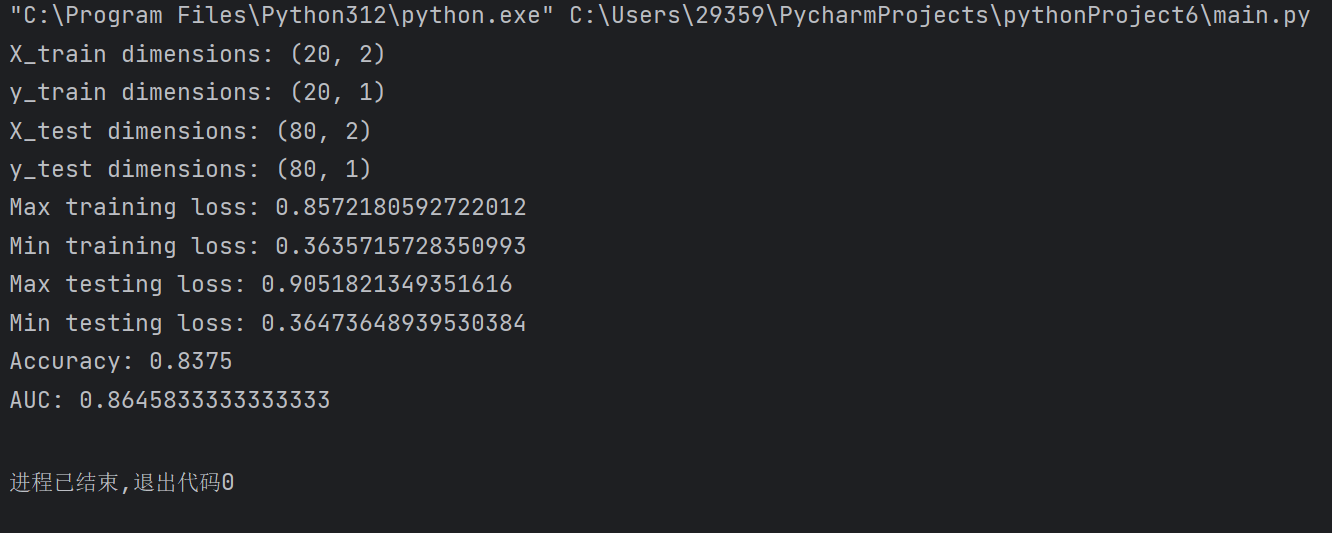 "C:\Program Files\Python312\python.exe" C:\Users\29359\PycharmProjects\pythonProject6\main.py
X_train dimensions: (20, 2)
y_train dimensions: (20, 1)
X_test dimensions: (80, 2)
y_test dimensions: (80, 1)
Max training loss: 0.8572180592722012
Min training loss: 0.3635715728350993
Max testing loss: 0.9051821349351616
Min testing loss: 0.36473648939530384
Accuracy: 0.8375
AUC: 0.8645833333333333
进程已结束,退出代码0